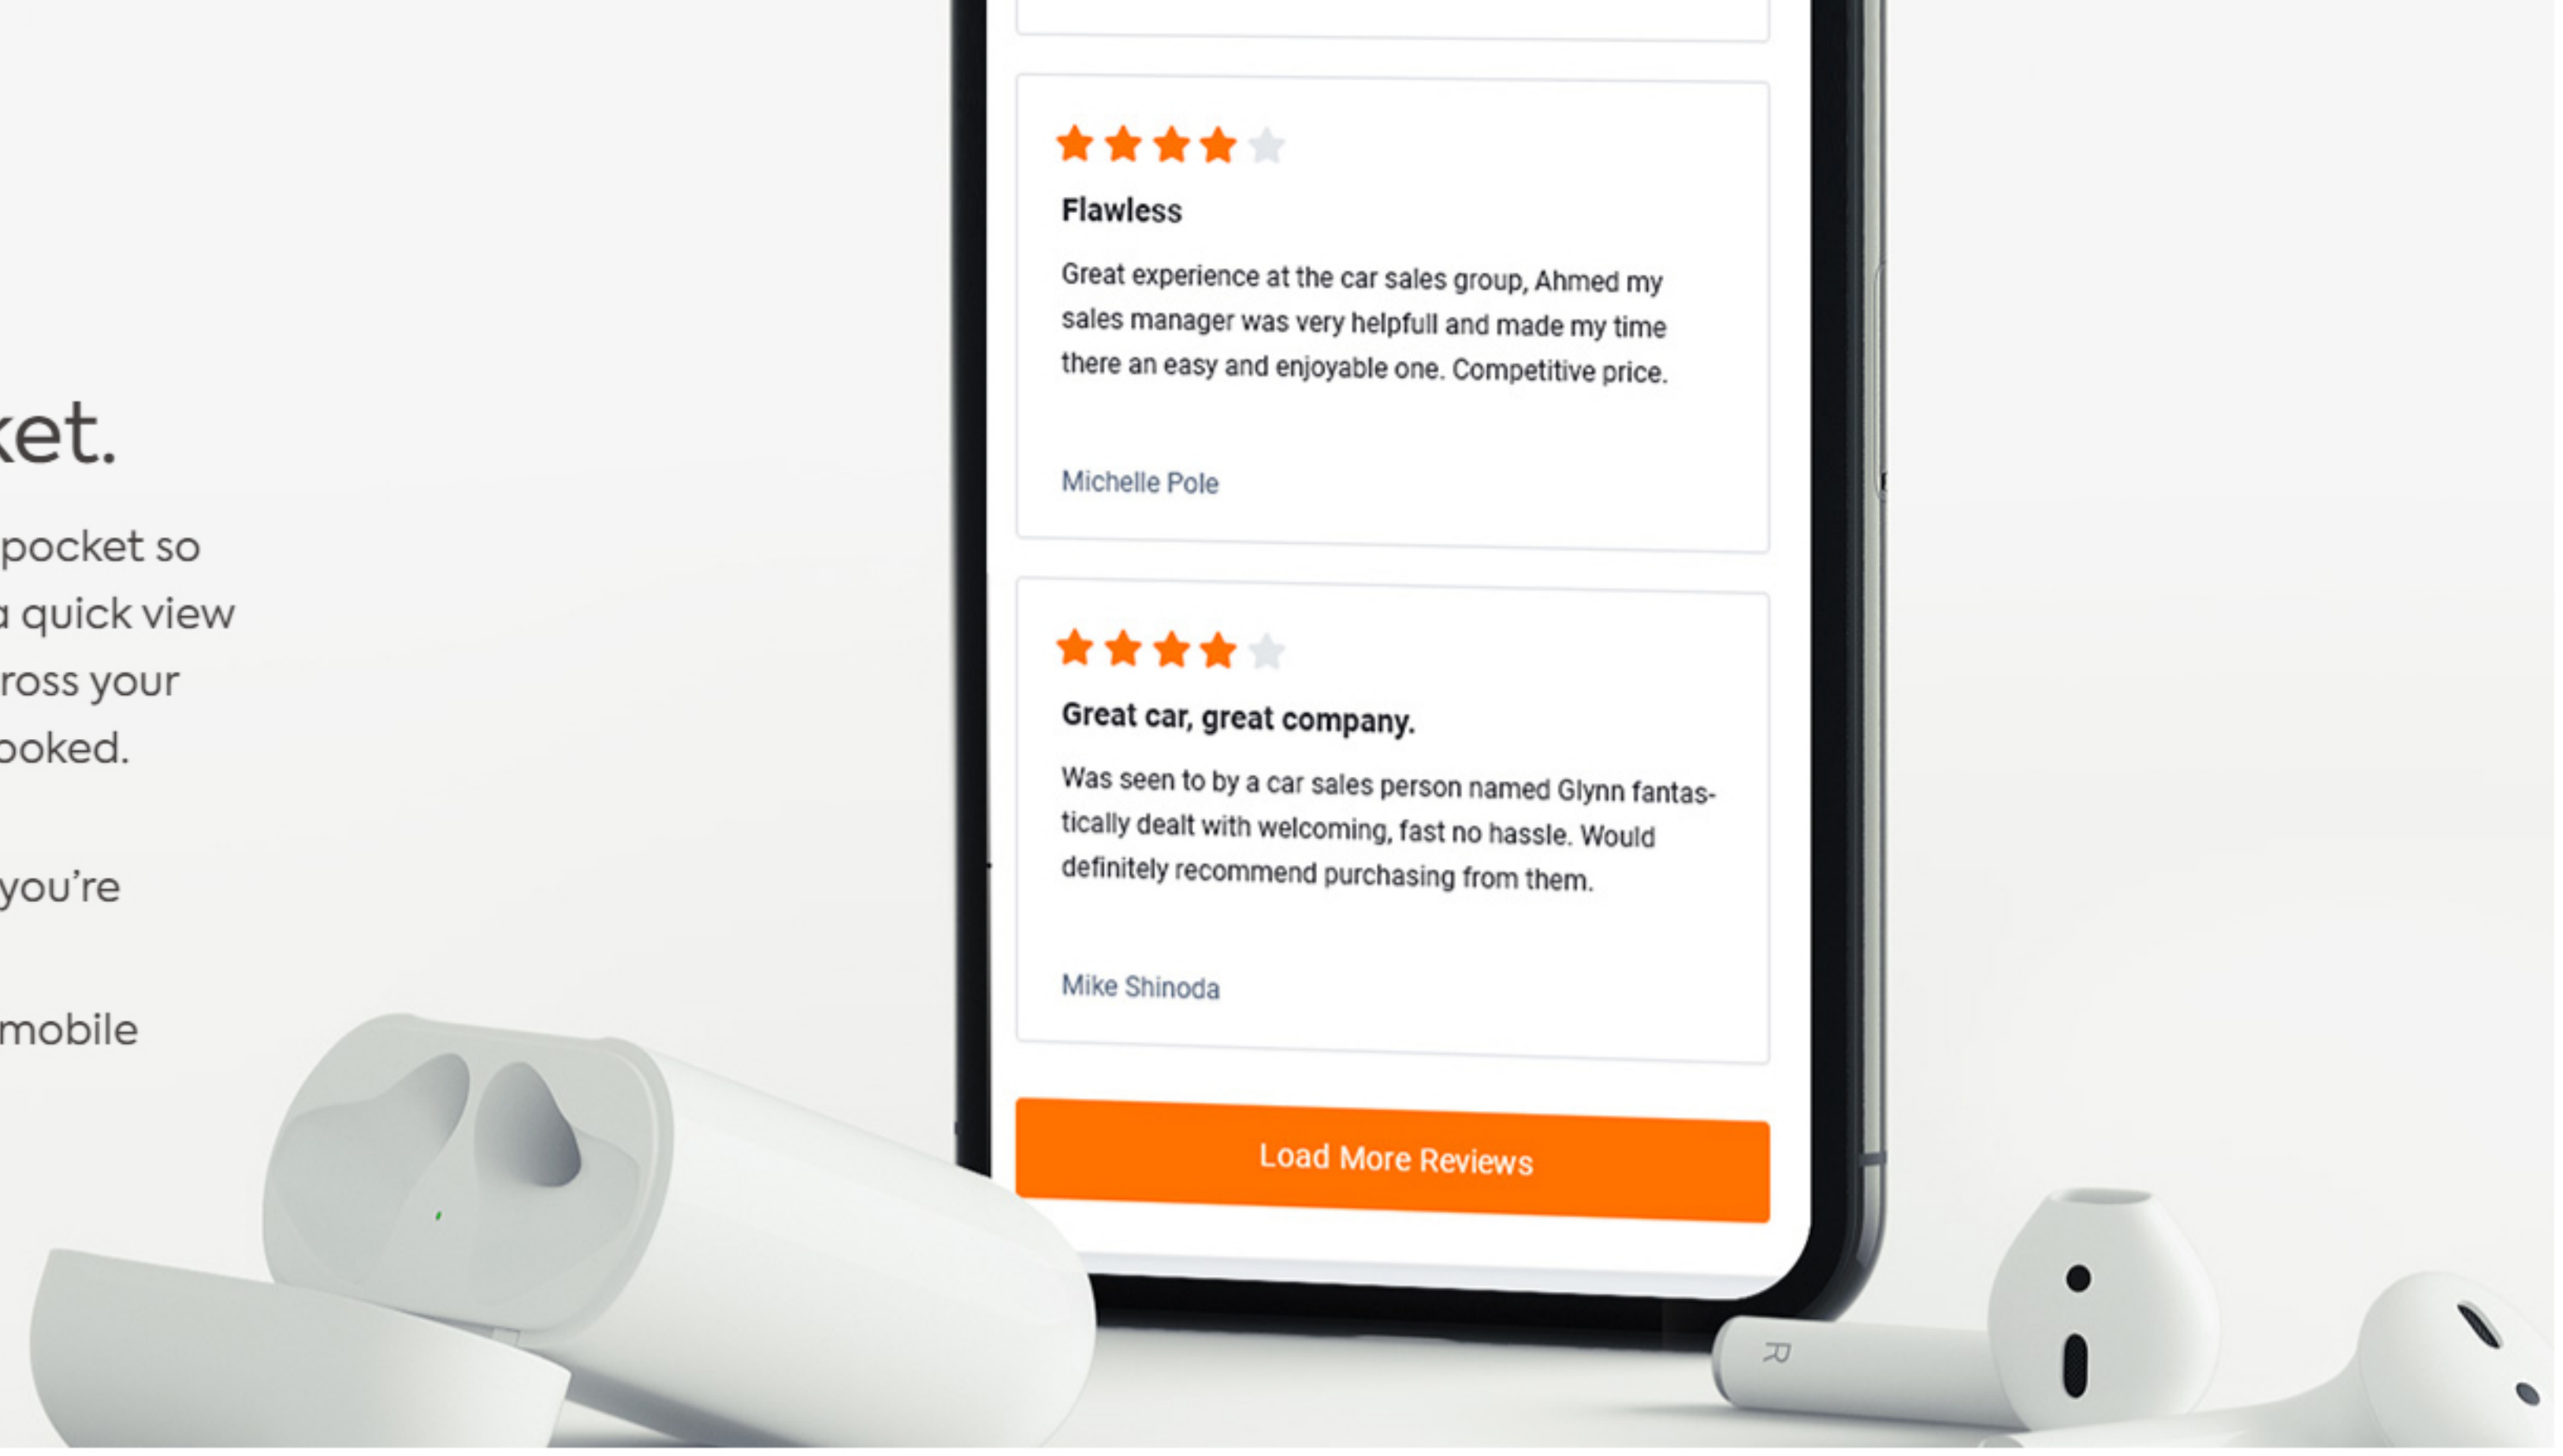 ket.
pocket so
a quick view
ross your
ooked.
you’re
mobile
Flawless
Great experience at the car sales group, Ahmed my
sales manager was very helpfull and made my time
there an easy and enjoyable one. Competitive price.
Michelle Pole
Great car, great company.
Was seen to by a car sales person named Glynn fantas-
tically dealt with welcoming, fast no hassle. Would
definitely recommend purchasing from them.
Mike Shinoda
Load More Reviews
R